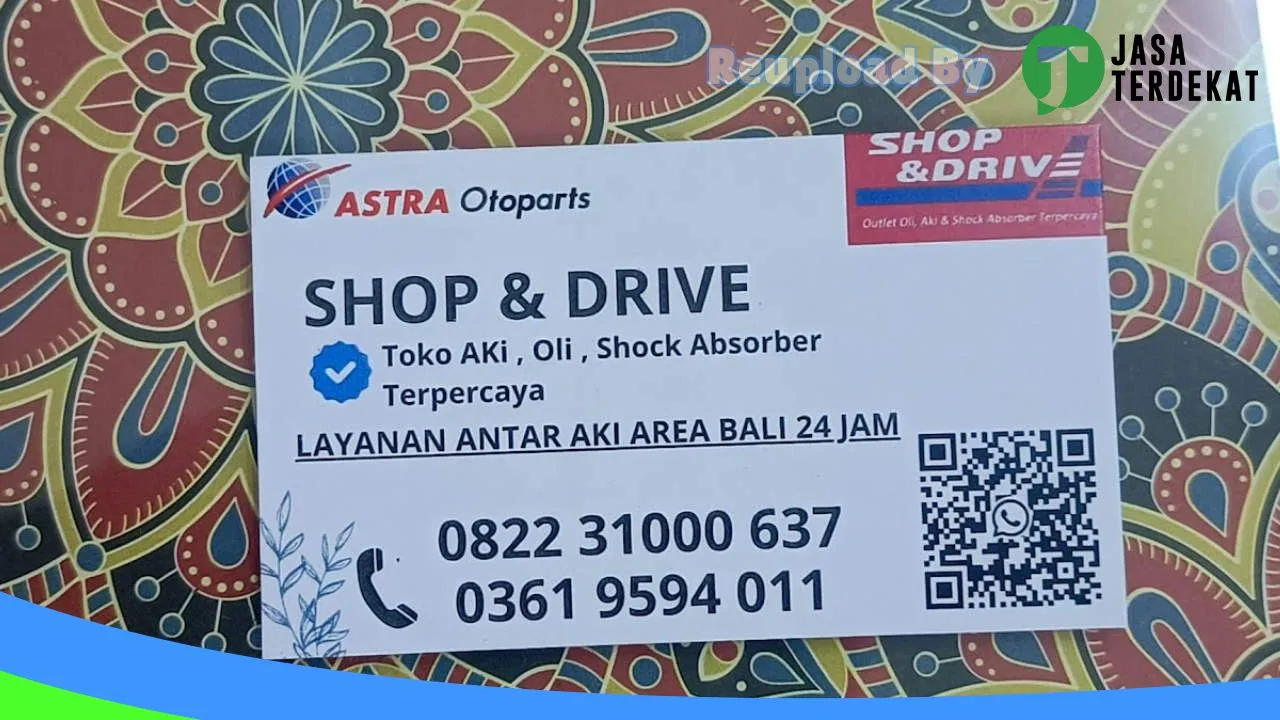 Reupload By
JASA
TERDEKAT
ASTRA Otoparts
SHOP
&DRIVE
Outlet Oli, Aki & Shock Absorber Terpercaya
SHOP & DRIVE
Toko AKi , Oli , Shock Absorber
Terpercaya
LAYANAN ANTAR AKI AREA BALI 24 JAM
0822 31000 637
0361 9594 011